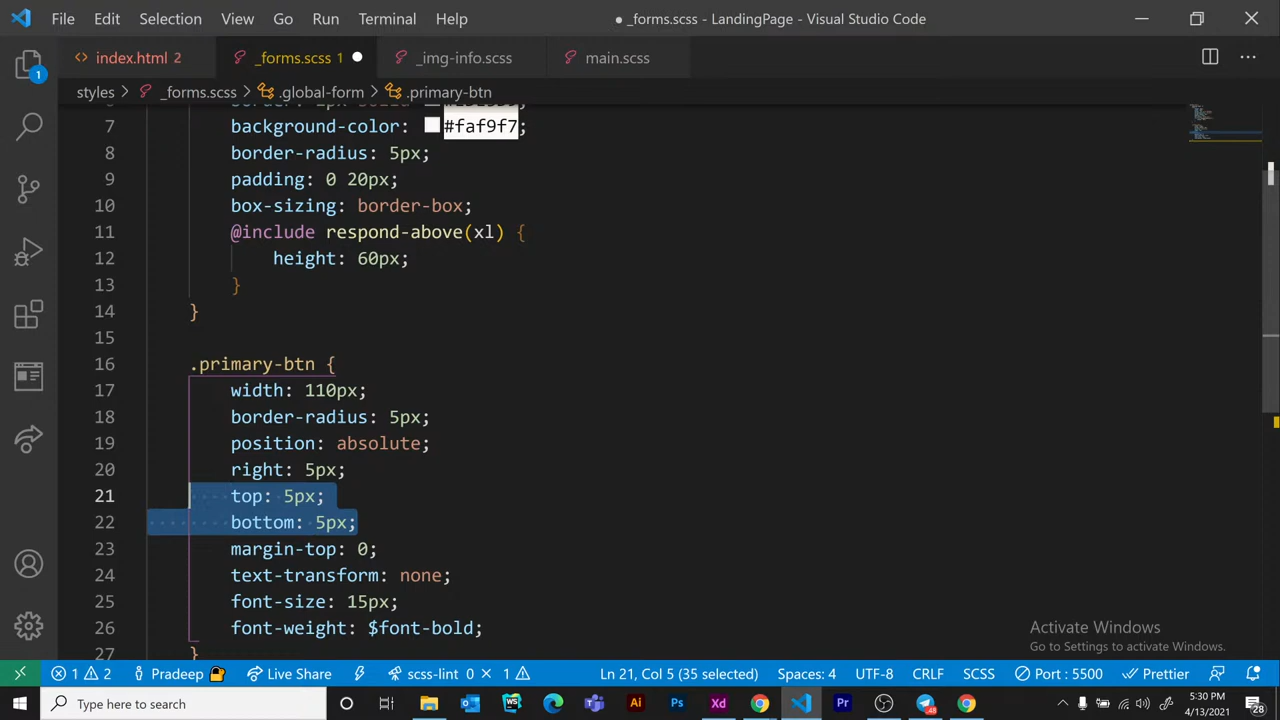 File Edit Selection View Go Run Terminal Help ● _forms.scss - LandingPage - Visual Studio Code
index.html 2 _forms.scss 1 _img-info.scss main.scss
styles > _forms.scss > .global-form > .primary-btn
7 background-color: #faf9f7;
8 border-radius: 5px;
9 padding: 0 20px;
10 box-sizing: border-box;
11 @include respond-above(xl) {
12 height: 60px;
13 }
14 }
15
16 .primary-btn {
17 width: 110px;
18 border-radius: 5px;
19 position: absolute;
20 right: 5px;
21 top: 5px;
22 bottom: 5px;
23 margin-top: 0;
24 text-transform: none;
25 font-size: 15px;
26 font-weight: $font-bold;
27 }
1
Activate Windows
Go to Settings to activate Windows.
1 2 Pradeep Live Share scss-lint 0 1 Ln 21, Col 5 (35 selected) Spaces: 4 UTF-8 CRLF SCSS Port : 5500 Prettier
Type here to search
5:30 PM
4/13/2021
28